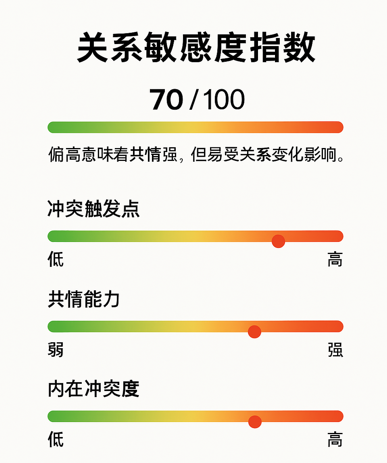 关系敏感度指数
70/100
偏高意味着共情强，但易受关系变化影响。
冲突触发点
低 高
共情能力
弱 强
内在冲突度
低 高